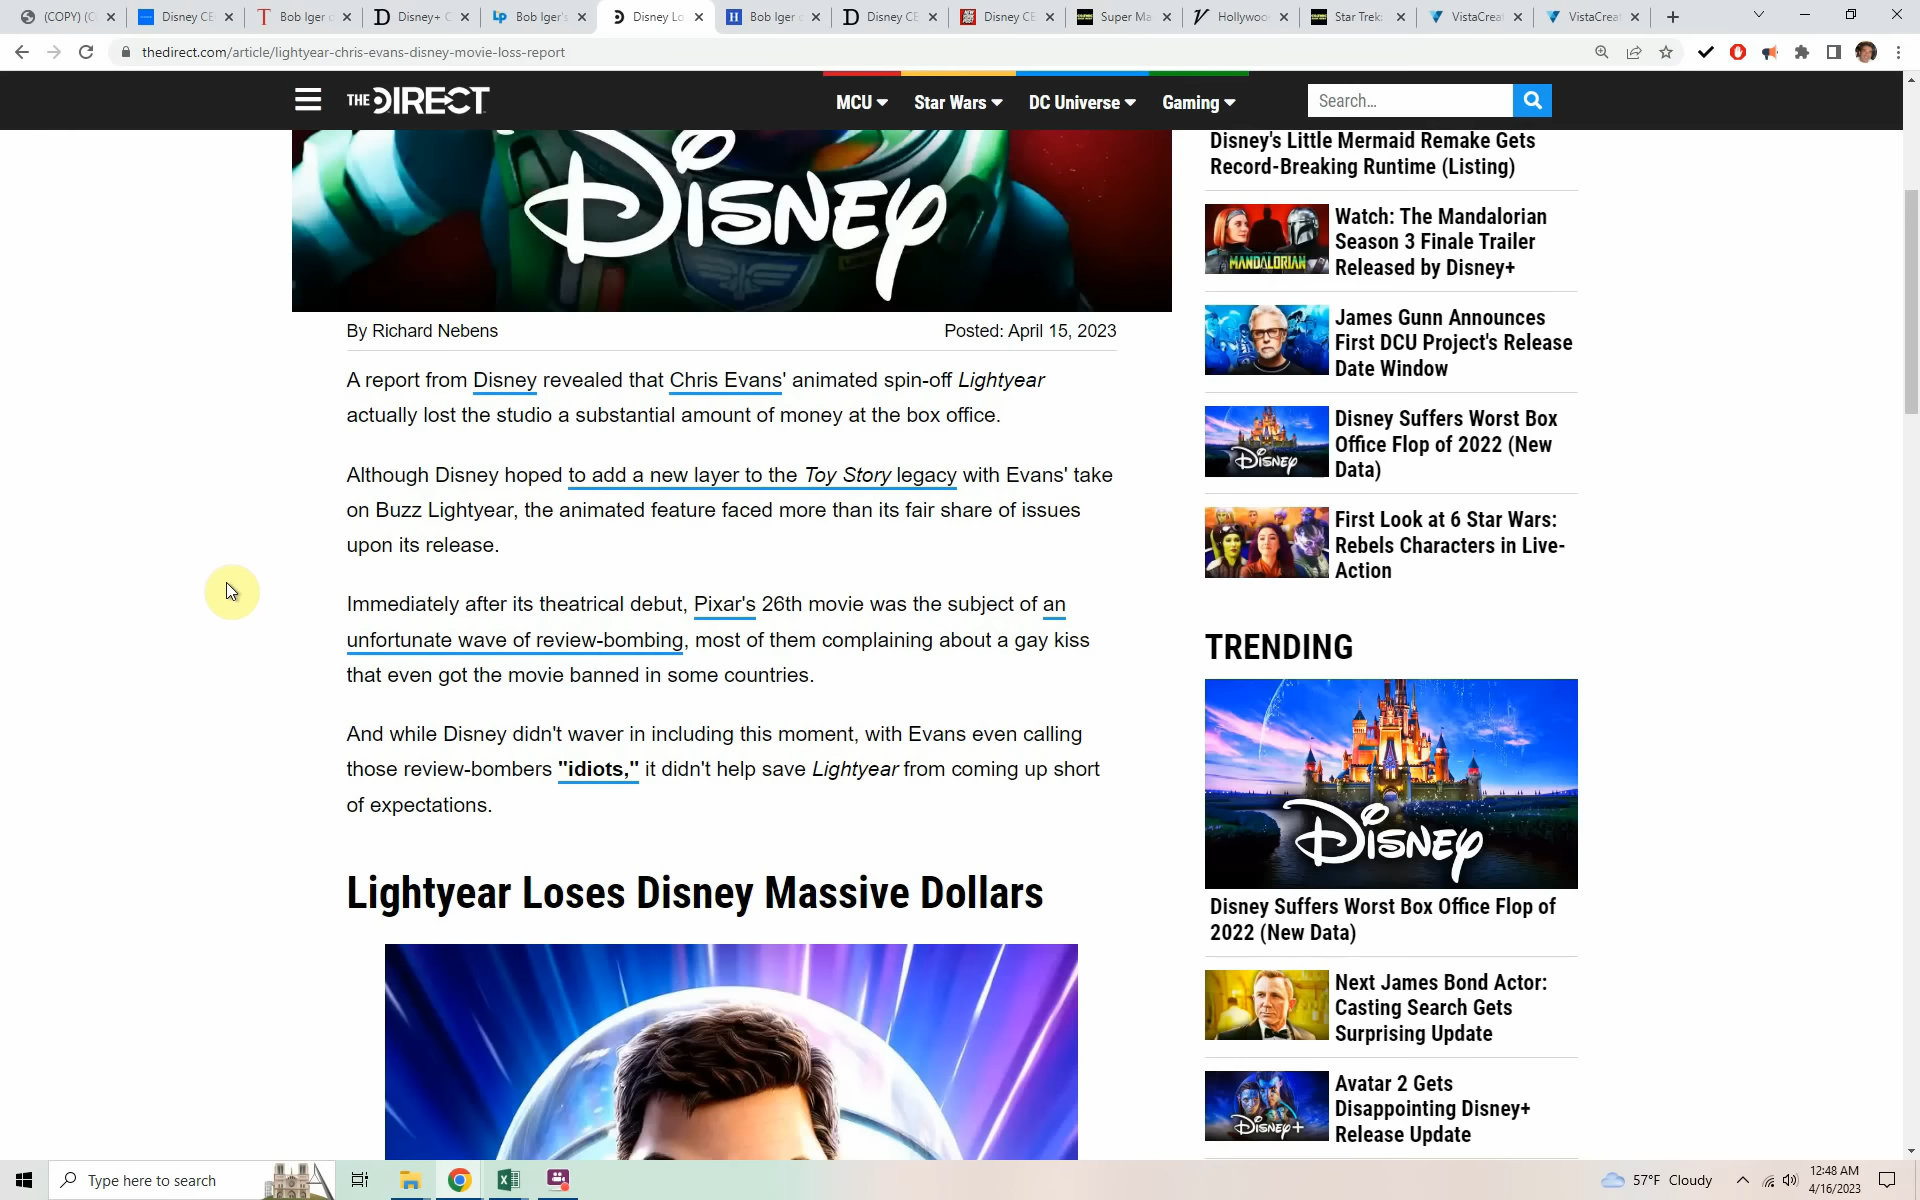 (COPY) (C
Disney CE
Bob Iger o
Disney+ C
Bob Iger's
Disney Lo
Bob Iger o
Disney CE
Disney CE
Super Ma
Hollywoo
Star Trek:
VistaCrea
VistaCrea
thedirect.com/article/lightyear-chris-evans-disney-movie-loss-report
THE DIRECT
MCU
Star Wars
DC Universe
Gaming
Search...
DISNEY
By Richard Nebens
Posted: April 15, 2023
A report from Disney revealed that Chris Evans' animated spin-off Lightyear
actually lost the studio a substantial amount of money at the box office.
Although Disney hoped to add a new layer to the Toy Story legacy with Evans' take
on Buzz Lightyear, the animated feature faced more than its fair share of issues
upon its release.
Immediately after its theatrical debut, Pixar's 26th movie was the subject of an
unfortunate wave of review-bombing, most of them complaining about a gay kiss
that even got the movie banned in some countries.
And while Disney didn't waver in including this moment, with Evans even calling
those review-bombers "idiots," it didn't help save Lightyear from coming up short
of expectations.
Lightyear Loses Disney Massive Dollars
Disney's Little Mermaid Remake Gets
Record-Breaking Runtime (Listing)
MANDALORIAN
Watch: The Mandalorian
Season 3 Finale Trailer
Released by Disney+
James Gunn Announces
First DCU Project's Release
Date Window
DISNEY
Disney Suffers Worst Box
Office Flop of 2022 (New
Data)
First Look at 6 Star Wars:
Rebels Characters in Live-
Action
TRENDING
DISNEY
Disney Suffers Worst Box Office Flop of
2022 (New Data)
Next James Bond Actor:
Casting Search Gets
Surprising Update
DISNEY+
Avatar 2 Gets
Disappointing Disney+
Release Update
Type here to search
57°F Cloudy
12:48 AM
4/16/2023